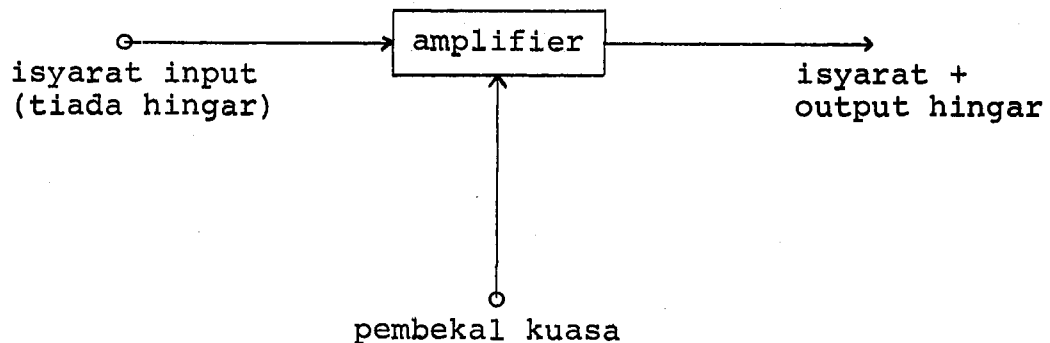 amplifier
isyarat input
(tiada hingar)
isyarat +
output hingar
pembekal kuasa